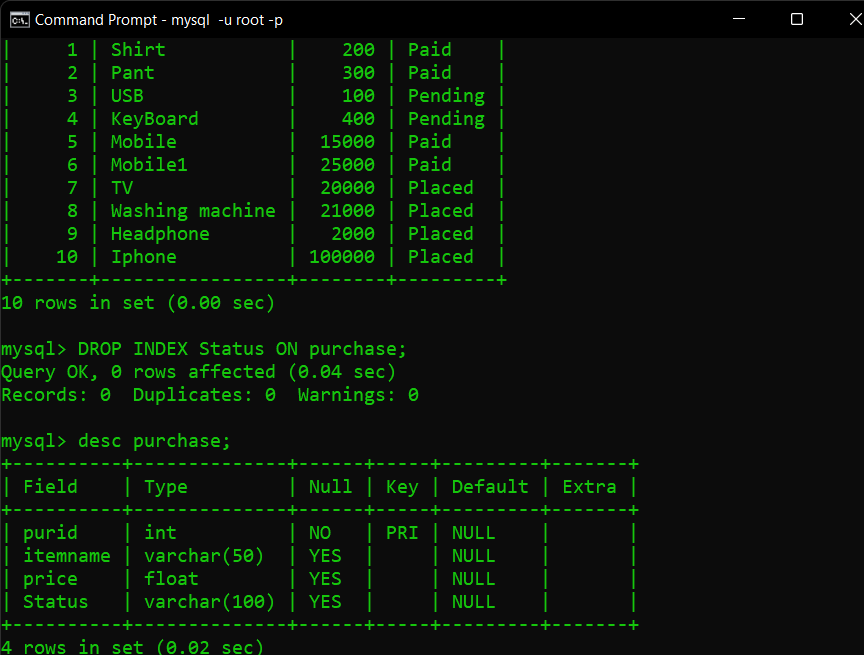 Command Prompt - mysql  -u root -p
|     1 | Shirt           |    200 | Paid    |
|     2 | Pant            |    300 | Paid    |
|     3 | USB             |    100 | Pending |
|     4 | KeyBoard        |    400 | Pending |
|     5 | Mobile          |  15000 | Paid    |
|     6 | Mobile1         |  25000 | Paid    |
|     7 | TV              |  20000 | Placed  |
|     8 | Washing machine |  21000 | Placed  |
|     9 | Headphone       |   2000 | Placed  |
|    10 | Iphone          | 100000 | Placed  |
+-------+-----------------+--------+---------+
10 rows in set (0.00 sec)
mysql> DROP INDEX Status ON purchase;
Query OK, 0 rows affected (0.04 sec)
Records: 0  Duplicates: 0  Warnings: 0
mysql> desc purchase;
+----------+--------------+------+-----+---------+-------+
| Field    | Type         | Null | Key | Default | Extra |
+----------+--------------+------+-----+---------+-------+
| purid    | int          | NO   | PRI | NULL    |       |
| itemname | varchar(50)  | YES  |     | NULL    |       |
| price    | float        | YES  |     | NULL    |       |
| Status   | varchar(100) | YES  |     | NULL    |       |
+----------+--------------+------+-----+---------+-------+
4 rows in set (0.02 sec)